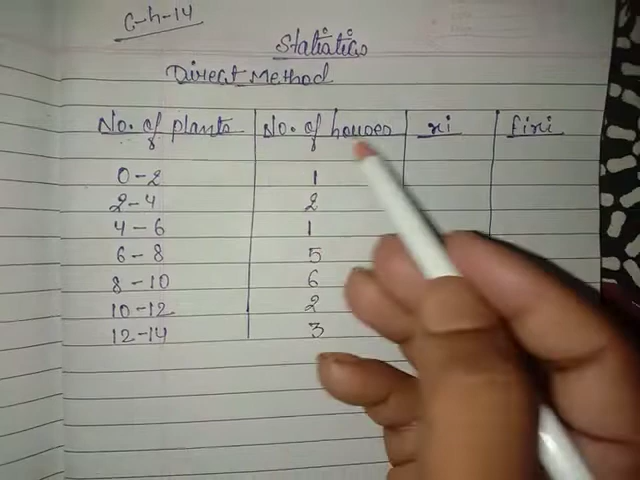 C-h-14
Statiatics
Direct Method
No. of plants No. of houses xi fixi
0-2 1
2-4 2
4-6 1
6-8 5
8-10 6
10-12 2
12-14 3